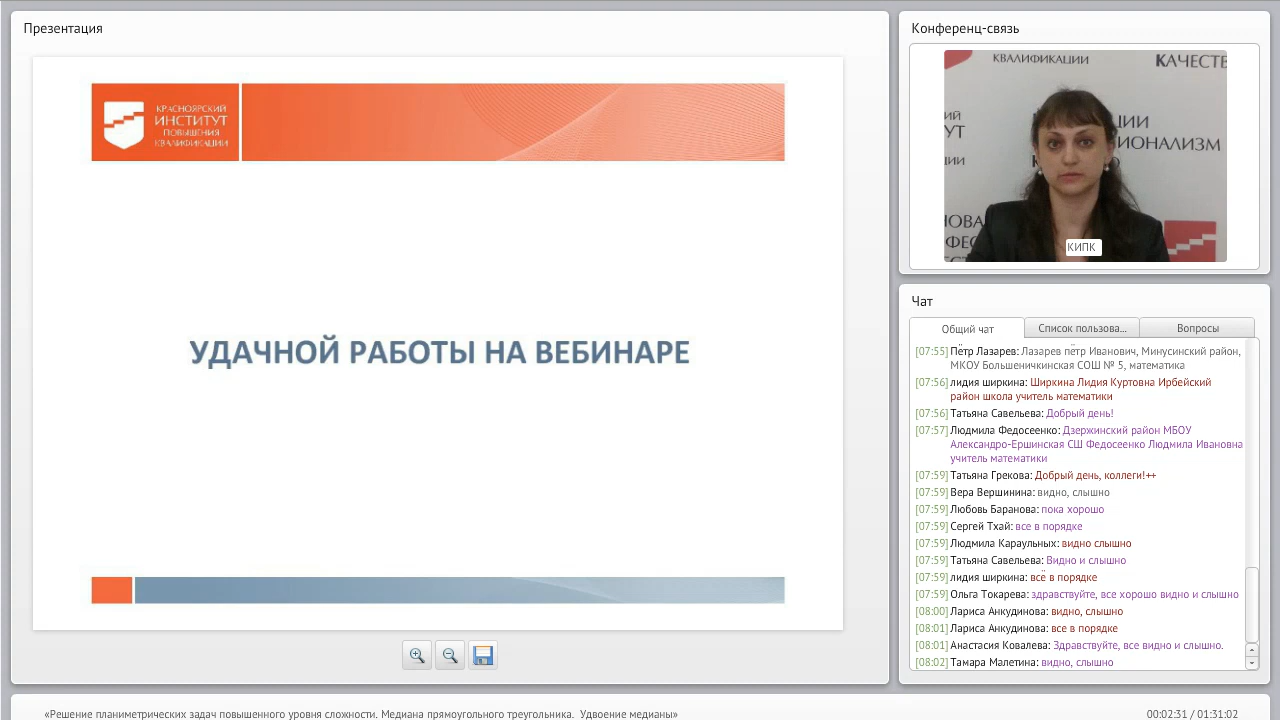 Презентация
КРАСНОЯРСКИЙ
ИНСТИТУТ
ПОВЫШЕНИЯ
КВАЛИФИКАЦИИ
УДАЧНОЙ РАБОТЫ НА ВЕБИНАРЕ
Конференц-связь
КВАЛИФИКАЦИИ
КАЧЕСТВ
ИОНАЛИЗМ
КИПК
Чат
Общий чат
Список пользова...
Вопросы
[07:55] Пётр Лазарев: Лазарев пётр Иванович, Минусинский район,
МКОУ Большеничкинская СОШ № 5, математика
[07:56] лидия ширкина: Ширкина Лидия Куртовна Ирбейский
район школа учитель математики
[07:56] Татьяна Савельева: Добрый день!
[07:57] Людмила Федосеенко: Дзержинский район МБОУ
Александро-Ершинская СШ Федосеенко Людмила Ивановна
учитель математики
[07:59] Татьяна Грекова: Добрый день, коллеги!++
[07:59] Вера Вершинина: видно, слышно
[07:59] Любовь Баранова: пока хорошо
[07:59] Сергей Тхай: все в порядке
[07:59] Людмила Караульных: видно слышно
[07:59] Татьяна Савельева: Видно и слышно
[07:59] лидия ширкина: всё в порядке
[07:59] Ольга Токарева: здравствуйте, все хорошо видно и слышно
[08:00] Лариса Анкудинова: видно, слышно
[08:01] Лариса Анкудинова: все в порядке
[08:01] Анастасия Ковалева: Здравствуйте, все видно и слышно.
[08:02] Тамара Малетина: видно, слышно
«Решение планиметрических задач повышенного уровня сложности. Медиана прямоугольного треугольника. Удвоение медианы»
00:02:31 / 01:31:02